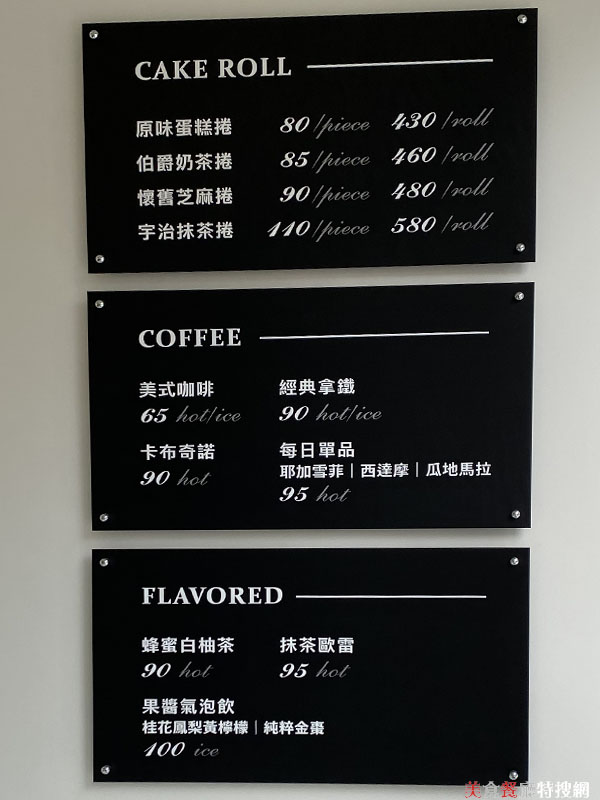 CAKE ROLL
原味蛋糕捲 80 /piece 430 /roll
伯爵奶茶捲 85 /piece 460 /roll
懷舊芝麻捲 90 /piece 480 /roll
宇治抹茶捲 110 /piece 580 /roll
COFFEE
美式咖啡 經典拿鐵
65 hot/ice 90 hot/ice
卡布奇諾 每日單品
耶加雪菲｜西達摩｜瓜地馬拉
90 hot 95 hot
FLAVORED
蜂蜜白柚茶 抹茶歐雷
90 hot 95 hot
果醬氣泡飲
桂花鳳梨黃檸檬｜純粹金棗
100 ice
美食餐廳特搜網